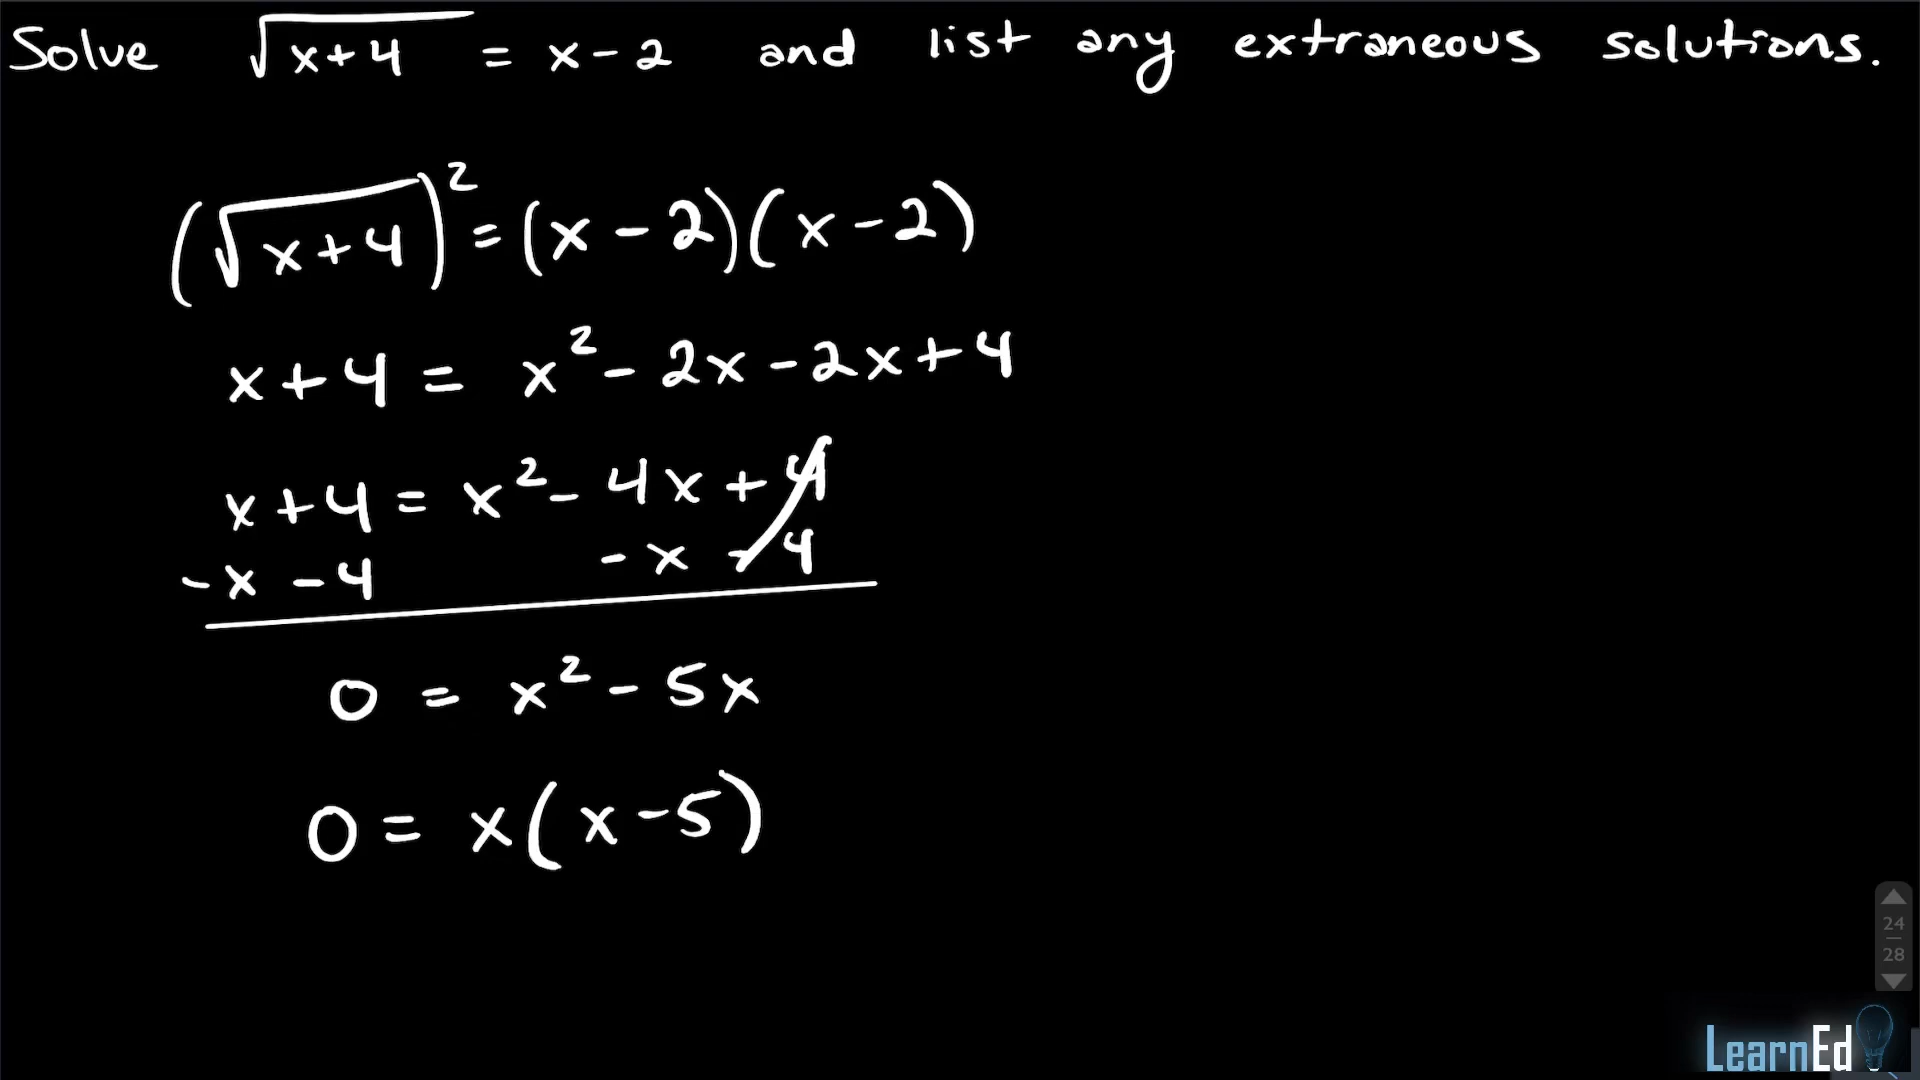 Solve √(x+4) = x-2 and list any extraneous solutions.
(√(x+4))² = (x-2)(x-2)
x+4 = x²-2x-2x+4
x+4 = x²-4x+4
-x -4 -x -4
0 = x²-5x
0 = x(x-5)
24
28
LearnEd